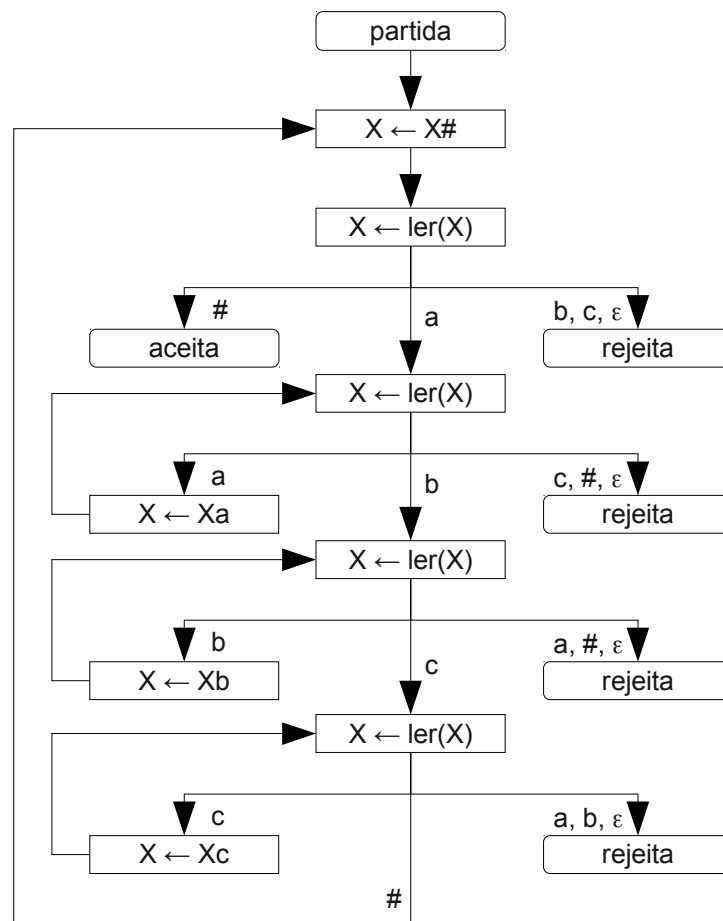 partida
X ← X#
X ← ler(X)
#
a
b, c, ε
aceita
rejeita
X ← ler(X)
a
b
c, #, ε
X ← Xa
rejeita
X ← ler(X)
b
c
a, #, ε
X ← Xb
rejeita
X ← ler(X)
c
a, b, ε
X ← Xc
rejeita
#